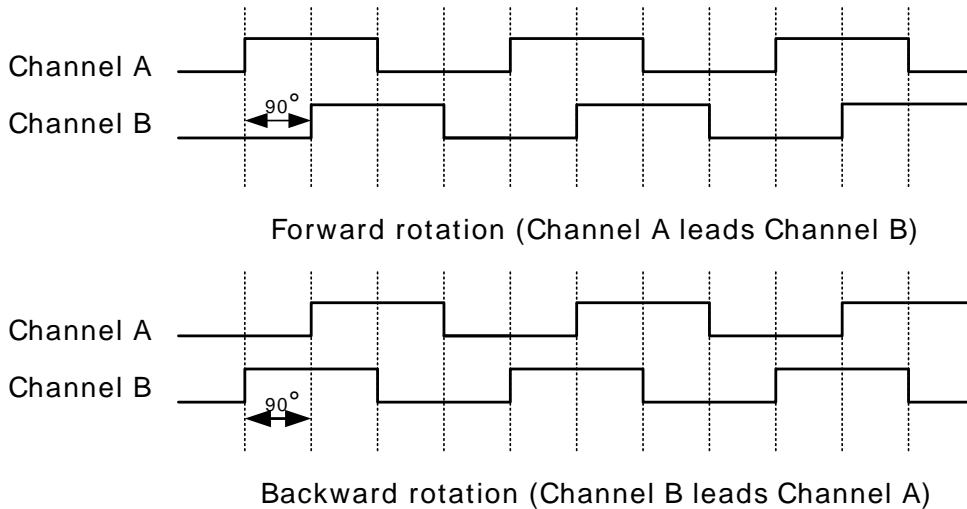 Channel A
90°
Channel B
Forward rotation (Channel A leads Channel B)
Channel A
Channel B
90°
Backward rotation (Channel B leads Channel A)